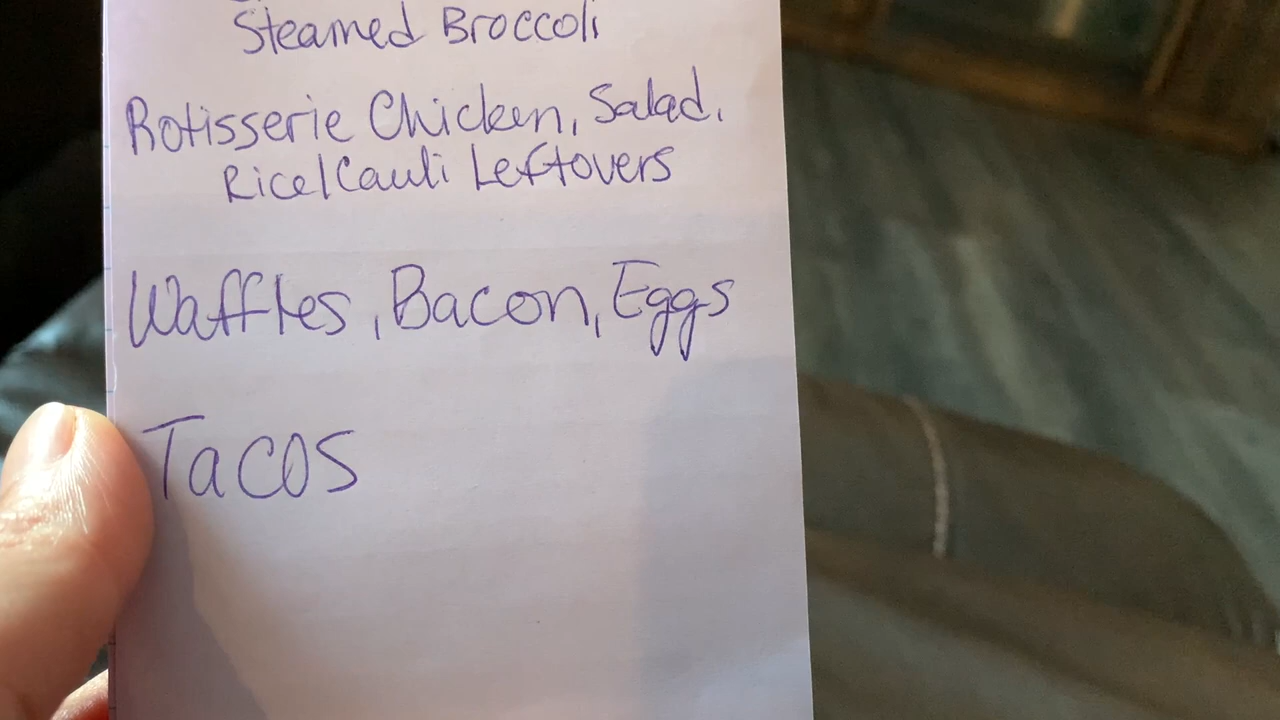 Steamed Broccoli
Rotisserie Chicken, Salad,
Rice/Cauli Leftovers
Waffles, Bacon, Eggs
Tacos